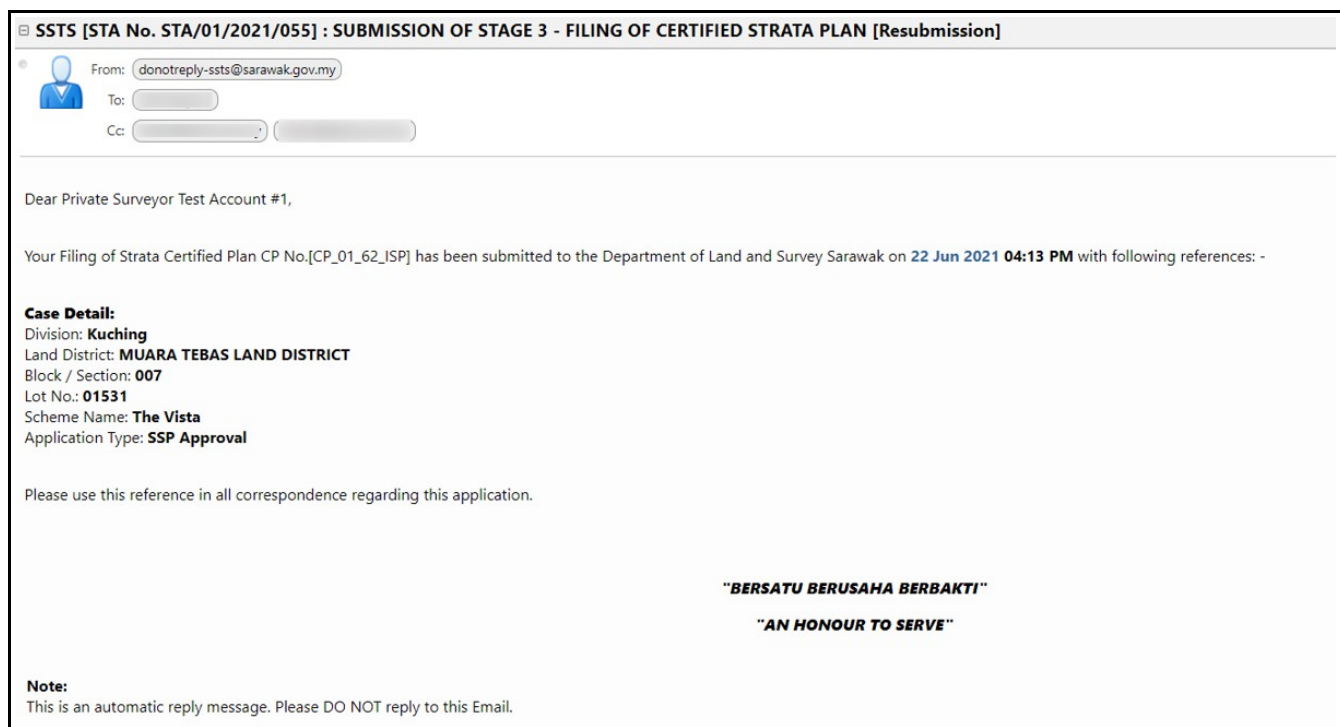 SSTS [STA No. STA/01/2021/055] : SUBMISSION OF STAGE 3 - FILING OF CERTIFIED STRATA PLAN [Resubmission]
From: donotreply-ssts@sarawak.gov.my
To:
Cc:
Dear Private Surveyor Test Account #1,
Your Filing of Strata Certified Plan CP No.[CP_01_62_ISP] has been submitted to the Department of Land and Survey Sarawak on 22 Jun 2021 04:13 PM with following references: -
Case Detail:
Division: Kuching
Land District: MUARA TEBAS LAND DISTRICT
Block / Section: 007
Lot No.: 01531
Scheme Name: The Vista
Application Type: SSP Approval
Please use this reference in all correspondence regarding this application.
"BERSATU BERUSAHA BERBAKTI"
"AN HONOUR TO SERVE"
Note:
This is an automatic reply message. Please DO NOT reply to this Email.